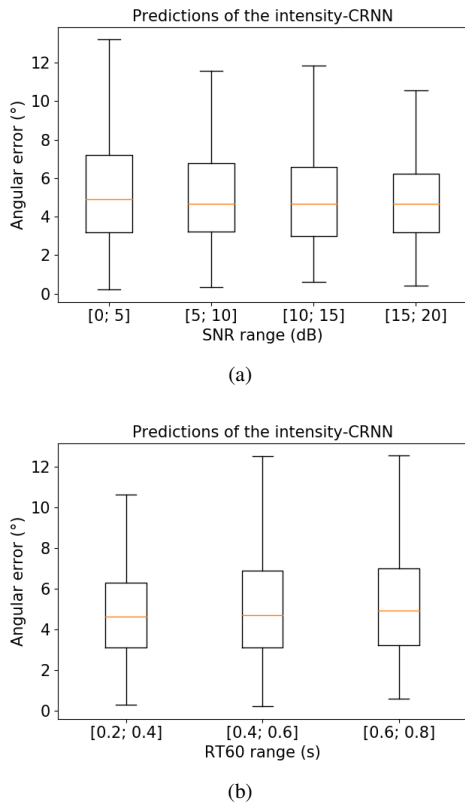 Predictions of the intensity-CRNN
12
10
8
6
4
2
0
Angular error (°)
[0; 5] [5; 10] [10; 15] [15; 20]
SNR range (dB)
(a)
Predictions of the intensity-CRNN
12
10
8
6
4
2
0
Angular error (°)
[0.2; 0.4] [0.4; 0.6] [0.6; 0.8]
RT60 range (s)
(b)